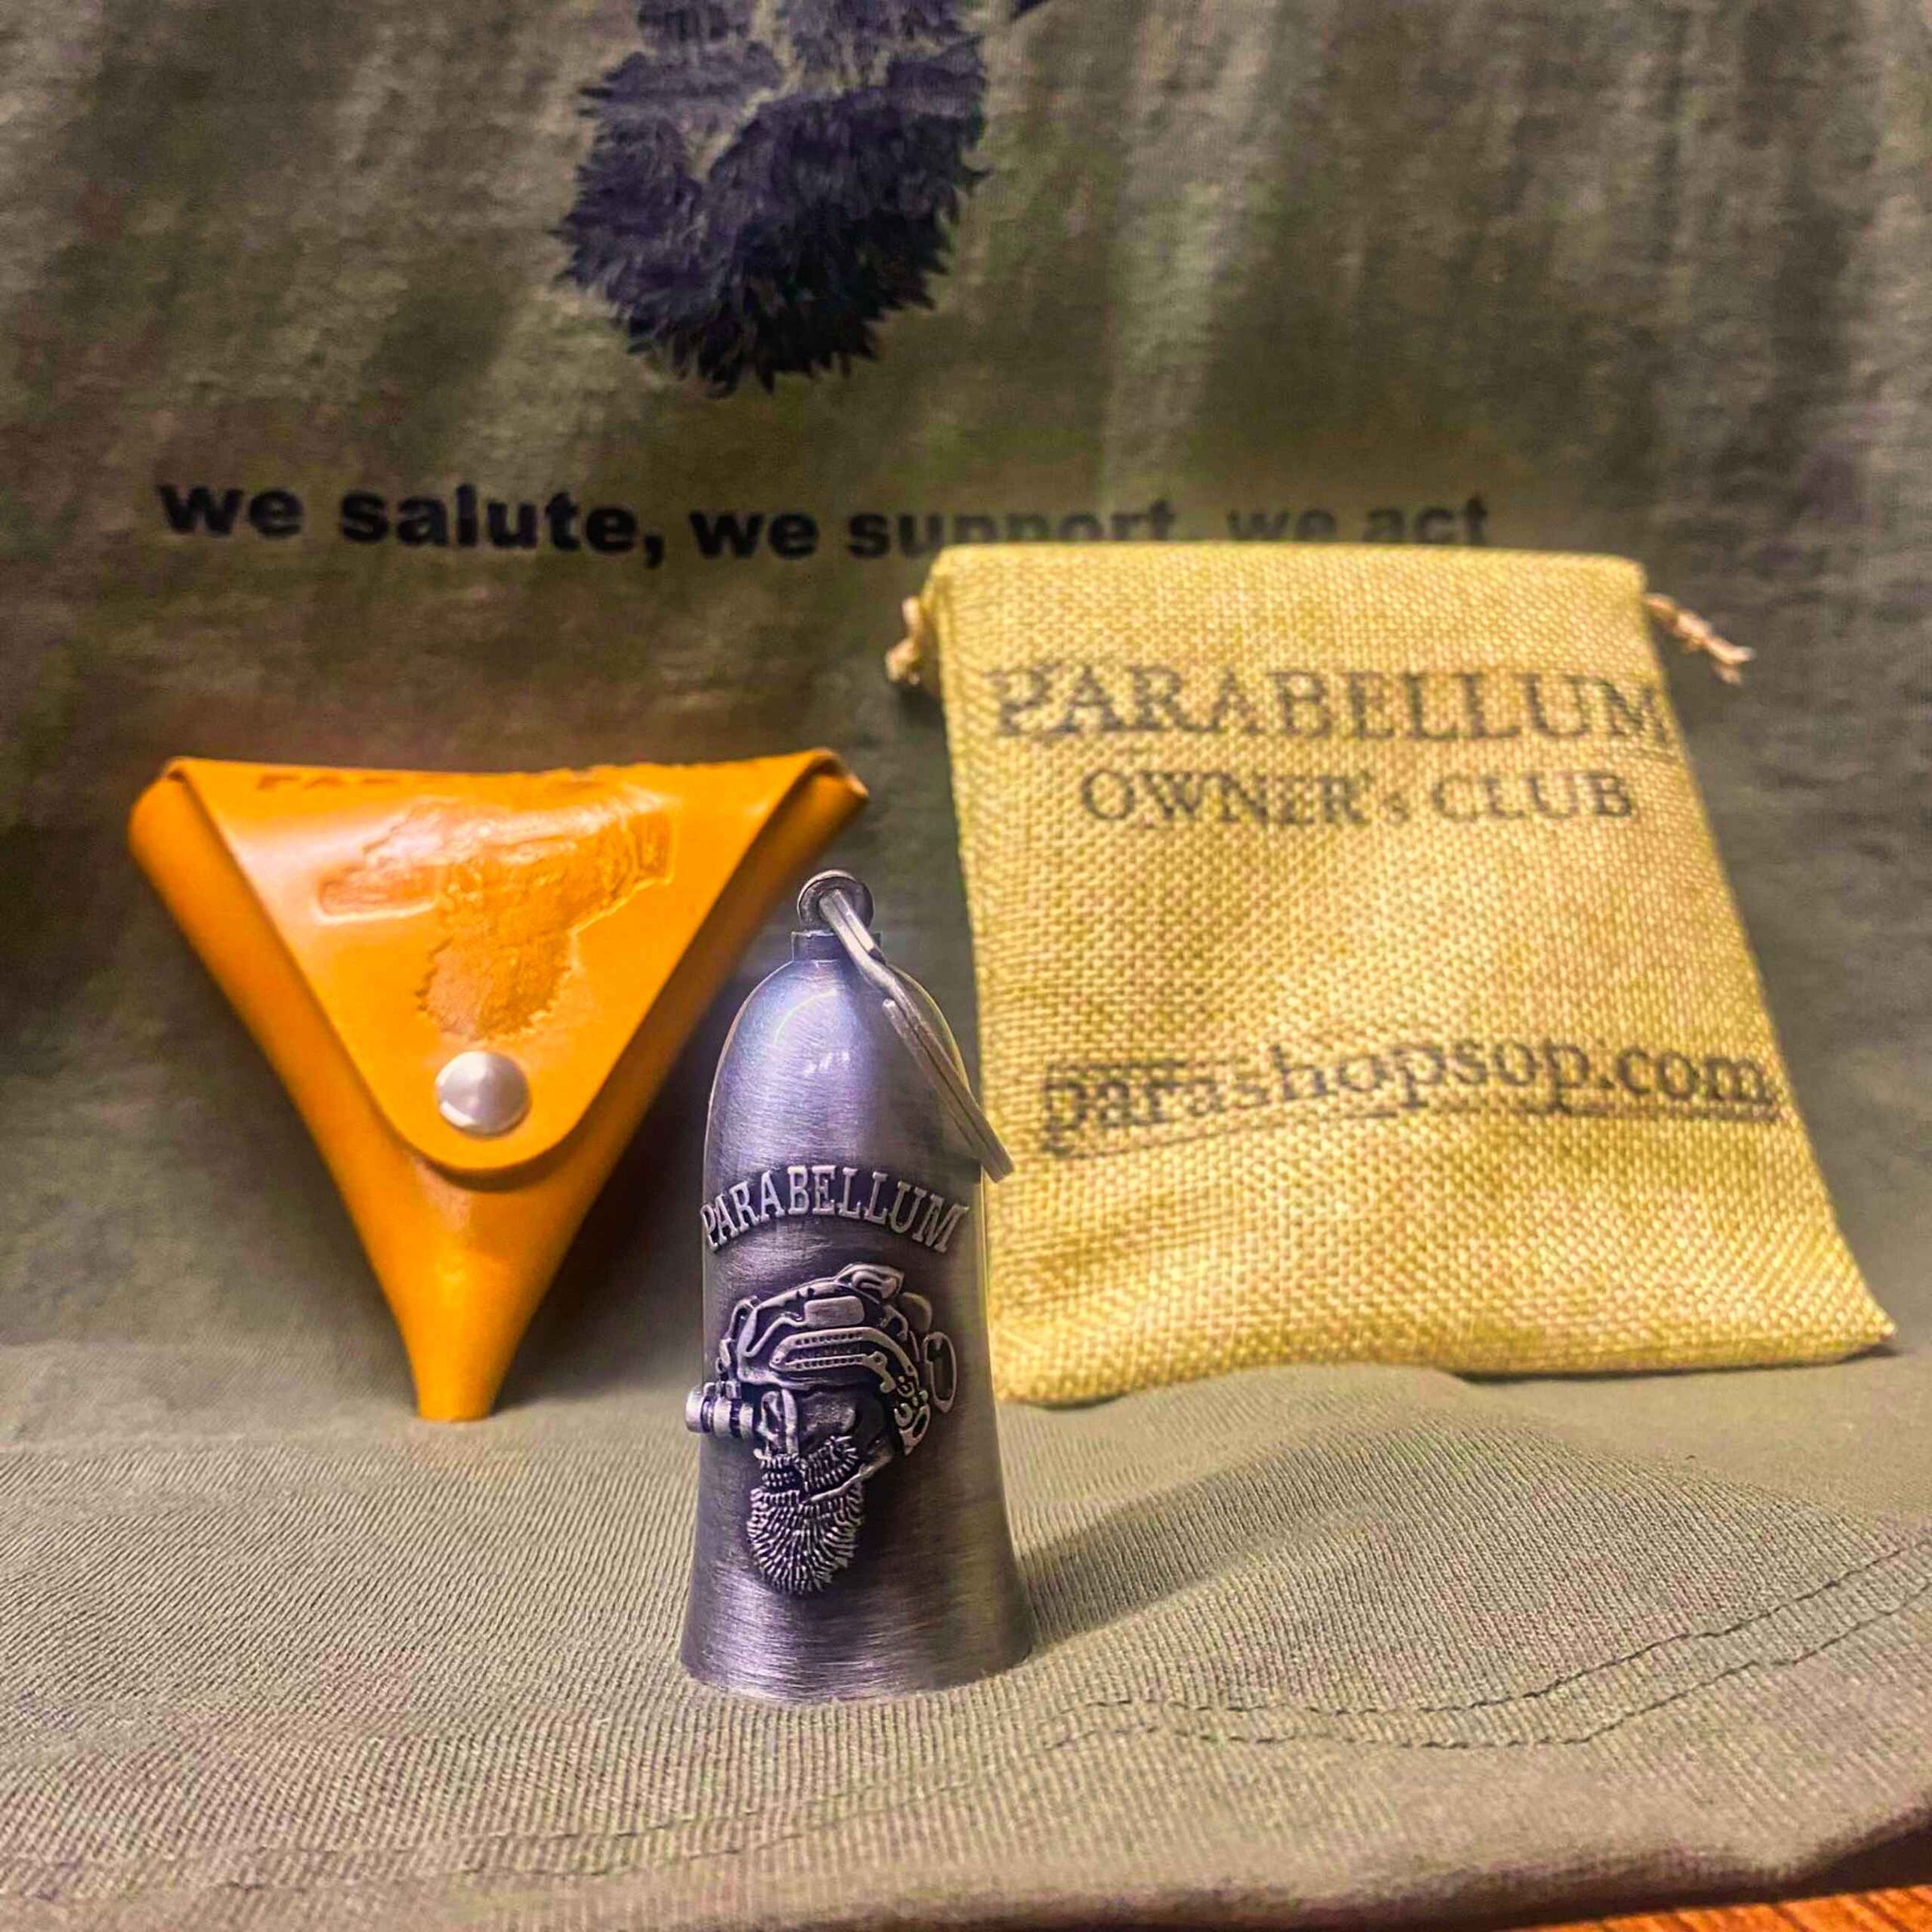 we salute, we support, we act
PARABELLUM
OWNER's CLUB
parashopsop.com
PARABELLUM